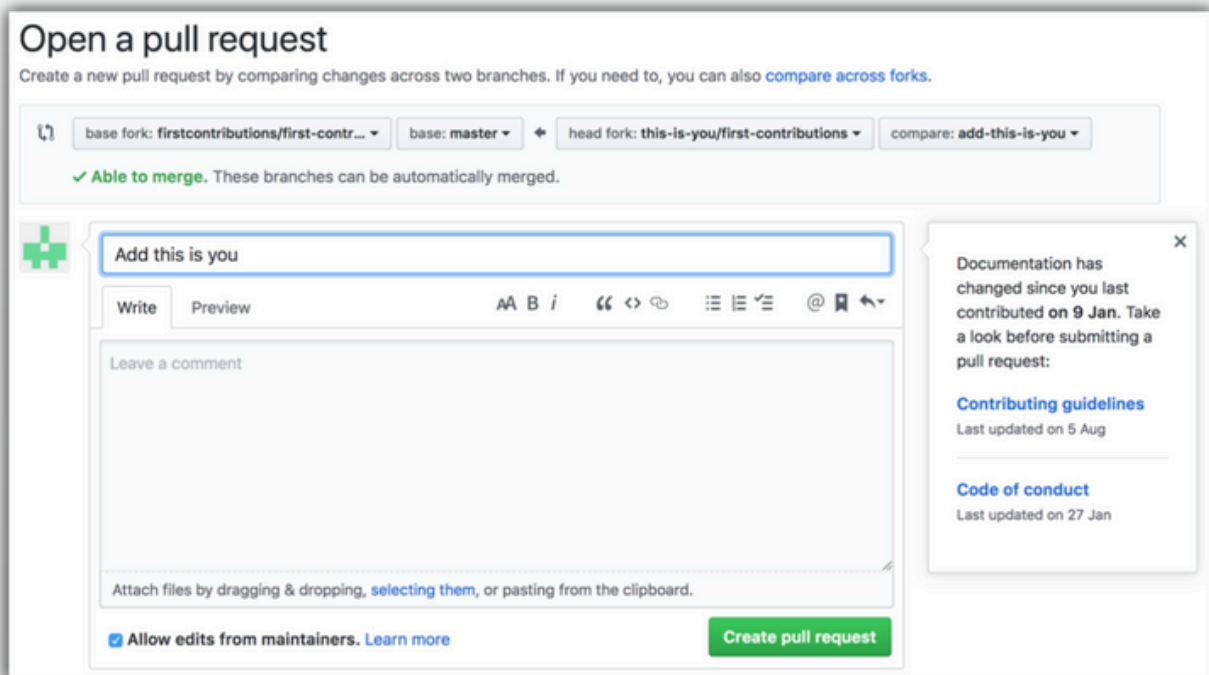 Open a pull request
Create a new pull request by comparing changes across two branches. If you need to, you can also compare across forks.
base fork: firstcontributions/first-contr... base: master head fork: this-is-you/first-contributions compare: add-this-is-you
Able to merge. These branches can be automatically merged.
Add this is you
Write Preview AA B i @
Leave a comment
Attach files by dragging & dropping, selecting them, or pasting from the clipboard.
Allow edits from maintainers. Learn more Create pull request
Documentation has
changed since you last
contributed on 9 Jan. Take
a look before submitting a
pull request:
Contributing guidelines
Last updated on 5 Aug
Code of conduct
Last updated on 27 Jan